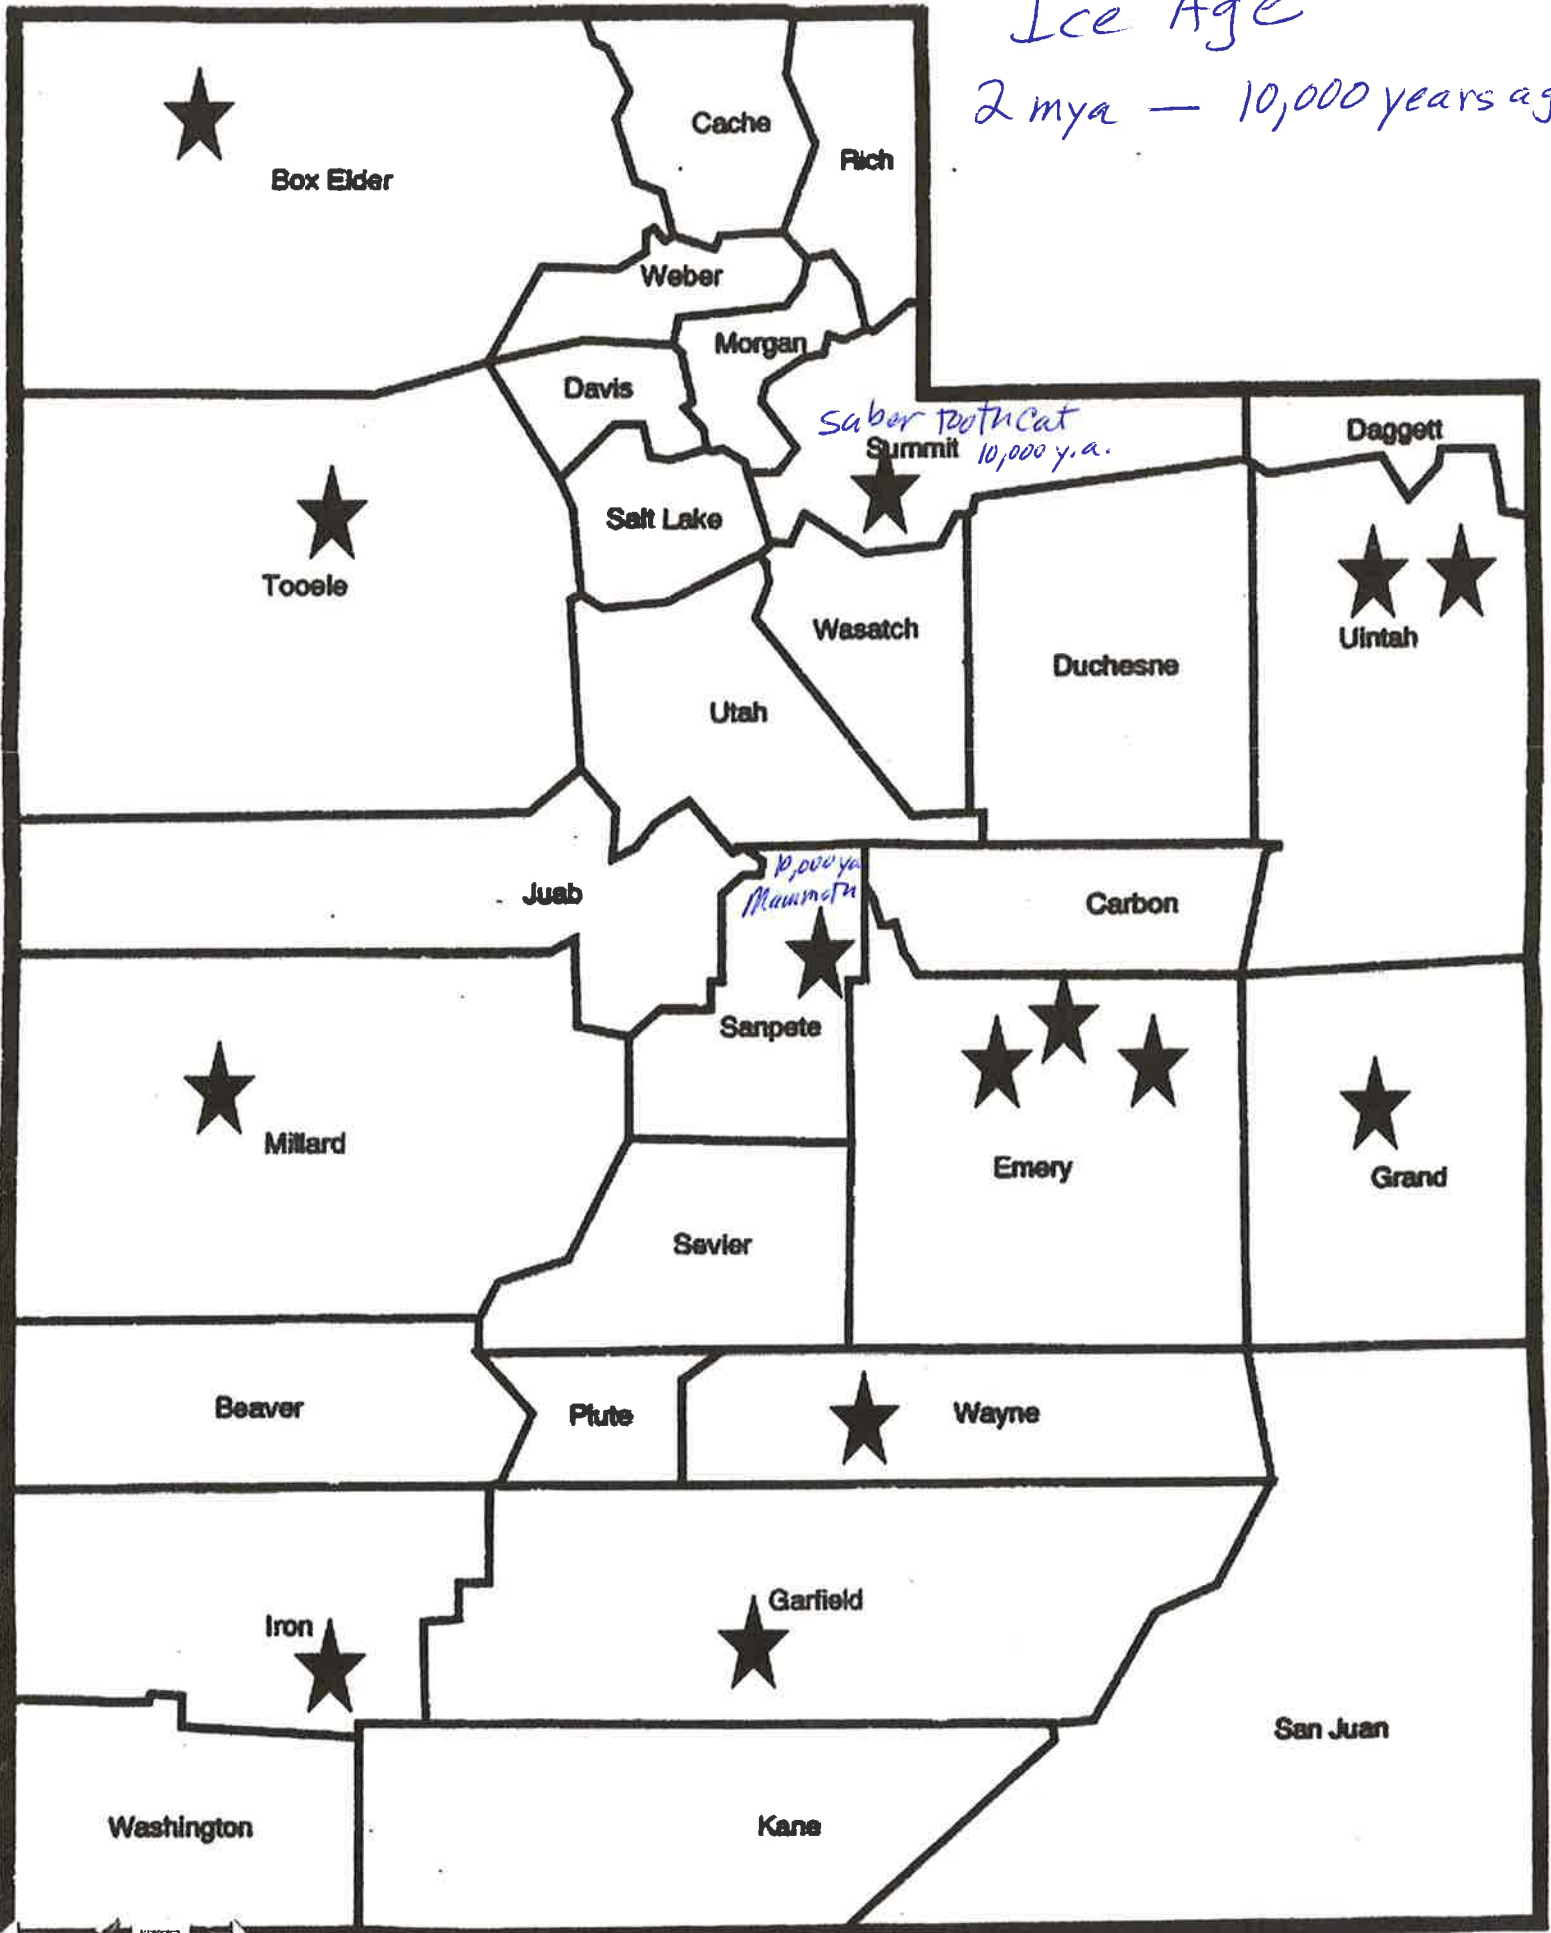 Ice Age
2 mya — 10,000 years ag
Cache
Rich
Box Elder
Weber
Morgan
Davis
Saber tooth Cat
Summit 10,000 y.a.
Daggett
Salt Lake
Tooele
Wasatch
Uintah
Duchesne
Utah
10,000 ya
Mammoth
Juab
Carbon
Sanpete
Millard
Emery
Grand
Sevier
Beaver
Piute
Wayne
Garfield
Iron
San Juan
Washington
Kane